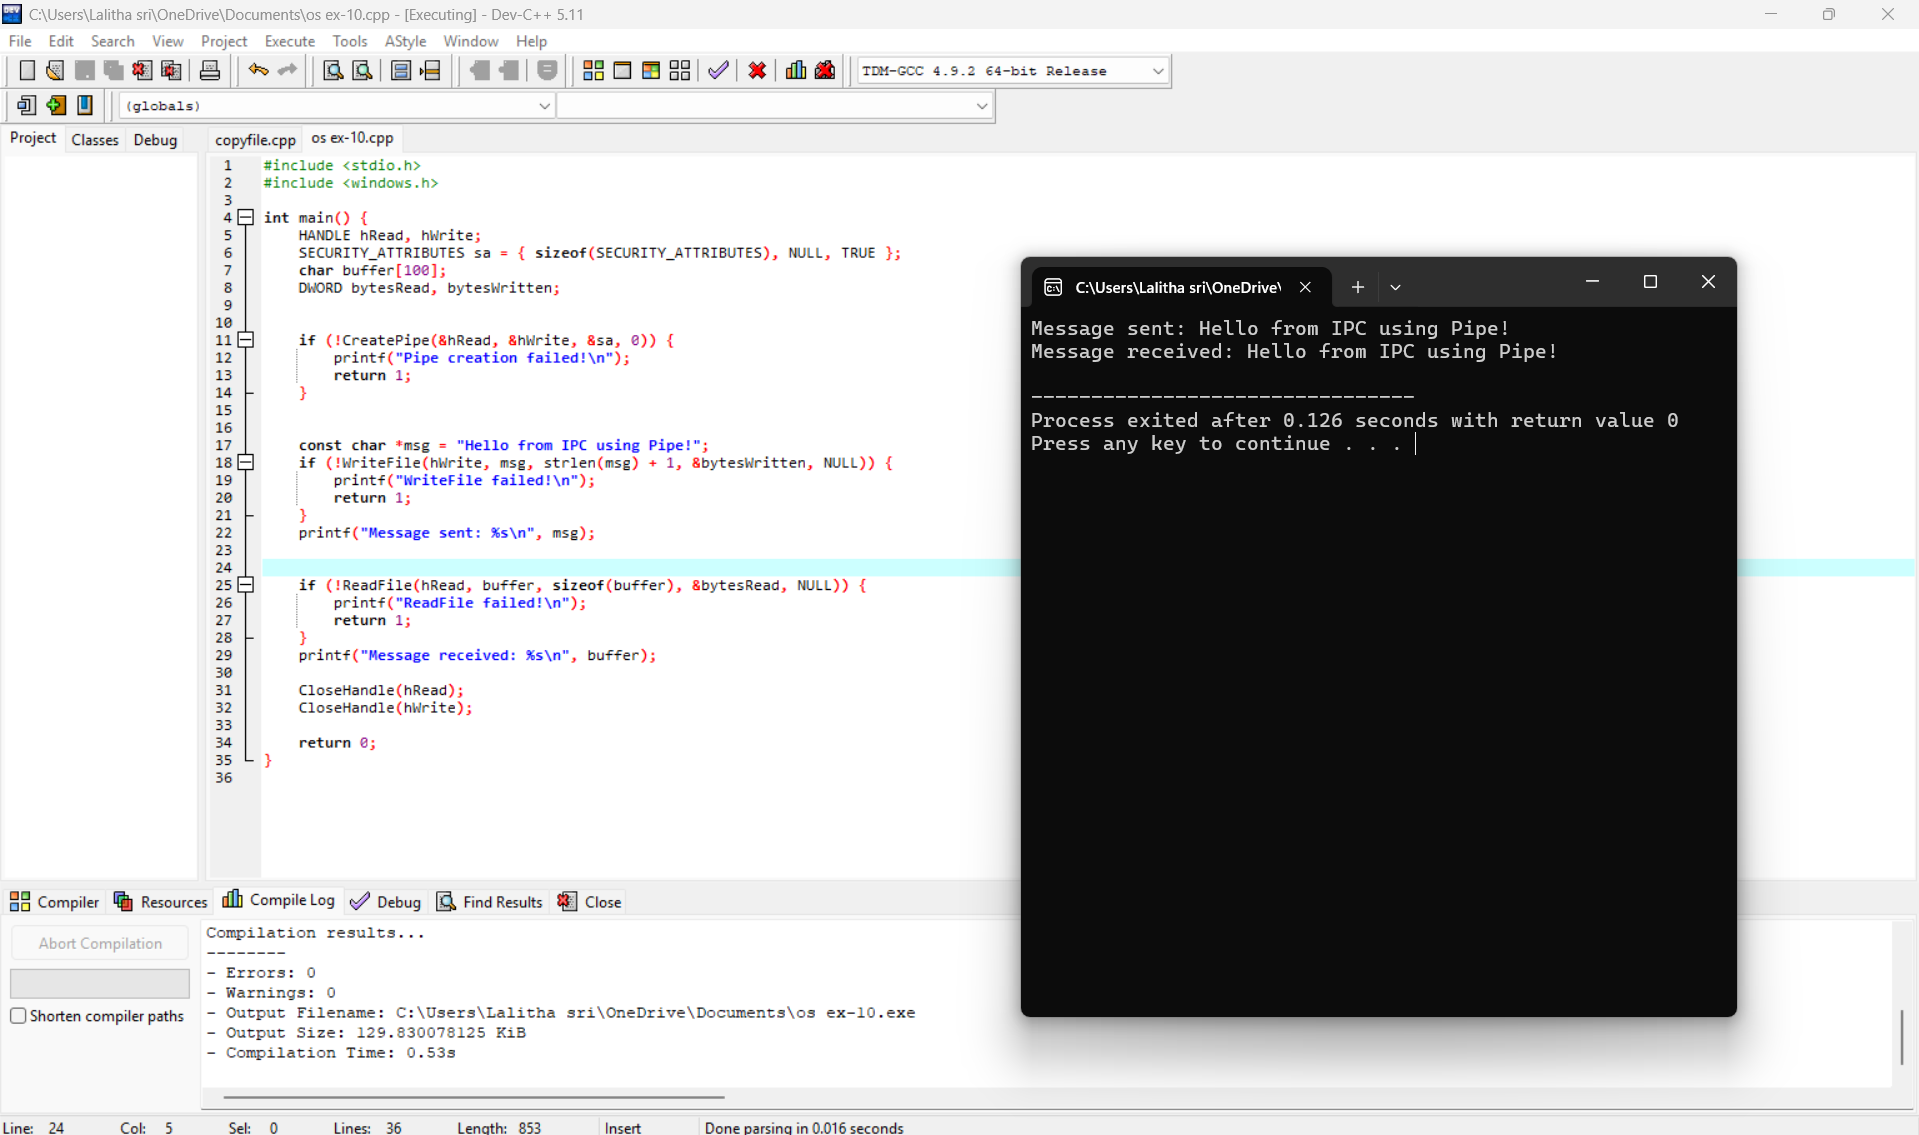 C:\Users\Lalitha sri\OneDrive\Documents\os ex-10.cpp - [Executing] - Dev-C++ 5.11
File Edit Search View Project Execute Tools AStyle Window Help
TDM-GCC 4.9.2 64-bit Release
(globals)
Project Classes Debug copyfile.cpp os ex-10.cpp
1 #include <stdio.h>
2 #include <windows.h>
3
4 int main() {
5 HANDLE hRead, hWrite;
6 SECURITY_ATTRIBUTES sa = { sizeof(SECURITY_ATTRIBUTES), NULL, TRUE };
7 char buffer[100];
8 DWORD bytesRead, bytesWritten;
9
10
11 if (!CreatePipe(&hRead, &hWrite, &sa, 0)) {
12 printf("Pipe creation failed!\n");
13 return 1;
14 }
15
16
17 const char *msg = "Hello from IPC using Pipe!";
18 if (!WriteFile(hWrite, msg, strlen(msg) + 1, &bytesWritten, NULL)) {
19 printf("WriteFile failed!\n");
20 return 1;
21 }
22 printf("Message sent: %s\n", msg);
23
24
25 if (!ReadFile(hRead, buffer, sizeof(buffer), &bytesRead, NULL)) {
26 printf("ReadFile failed!\n");
27 return 1;
28 }
29 printf("Message received: %s\n", buffer);
30
31 CloseHandle(hRead);
32 CloseHandle(hWrite);
33
34 return 0;
35 }
36
C:\Users\Lalitha sri\OneDrive\
Message sent: Hello from IPC using Pipe!
Message received: Hello from IPC using Pipe!
--------------------------------
Process exited after 0.126 seconds with return value 0
Press any key to continue . . .
Compiler Resources Compile Log Debug Find Results Close
Abort Compilation
Shorten compiler paths
Compilation results...
--------
- Errors: 0
- Warnings: 0
- Output Filename: C:\Users\Lalitha sri\OneDrive\Documents\os ex-10.exe
- Output Size: 129.830078125 KiB
- Compilation Time: 0.53s
Line: 24 Col: 5 Sel: 0 Lines: 36 Length: 853 Insert Done parsing in 0.016 seconds